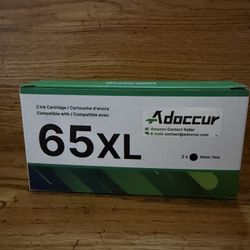 2 Ink Cartridge / Cartouche d'encre
Compatible with / Compatible avec
65XL
Adoccur
Amazon Contact Seller
E-mail: contact@adoccur.com
2 x Black / Noir